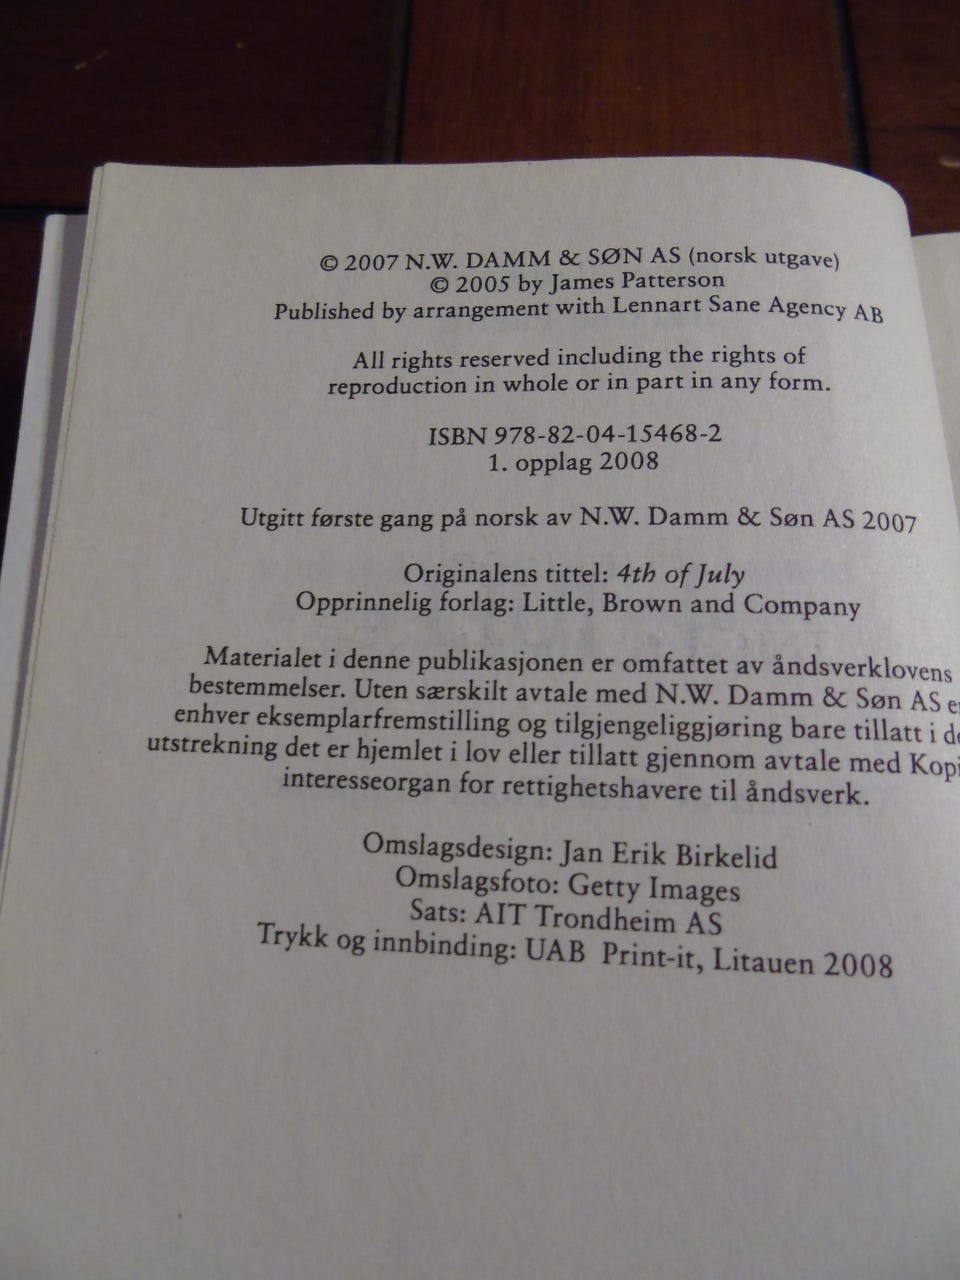 © 2007 N.W. DAMM & SØN AS (norsk utgave)
© 2005 by James Patterson
Published by arrangement with Lennart Sane Agency AB
All rights reserved including the rights of
reproduction in whole or in part in any form.
ISBN 978-82-04-15468-2
1. opplag 2008
Utgitt første gang på norsk av N.W. Damm & Søn AS 2007
Originalens tittel: 4th of July
Opprinnelig forlag: Little, Brown and Company
Materialet i denne publikasjonen er omfattet av åndsverklovens
bestemmelser. Uten særskilt avtale med N.W. Damm & Søn AS
enhver eksemplarfremstilling og tilgjengeliggjøring bare tillatt i
utstrekning det er hjemlet i lov eller tillatt gjennom avtale med
interesseorgan for rettighetshavere til åndsverk.
Omslagsdesign: Jan Erik Birkelid
Omslagsfoto: Getty Images
Sats: AIT Trondheim AS
Trykk og innbinding: UAB Print-it, Litauen 2008